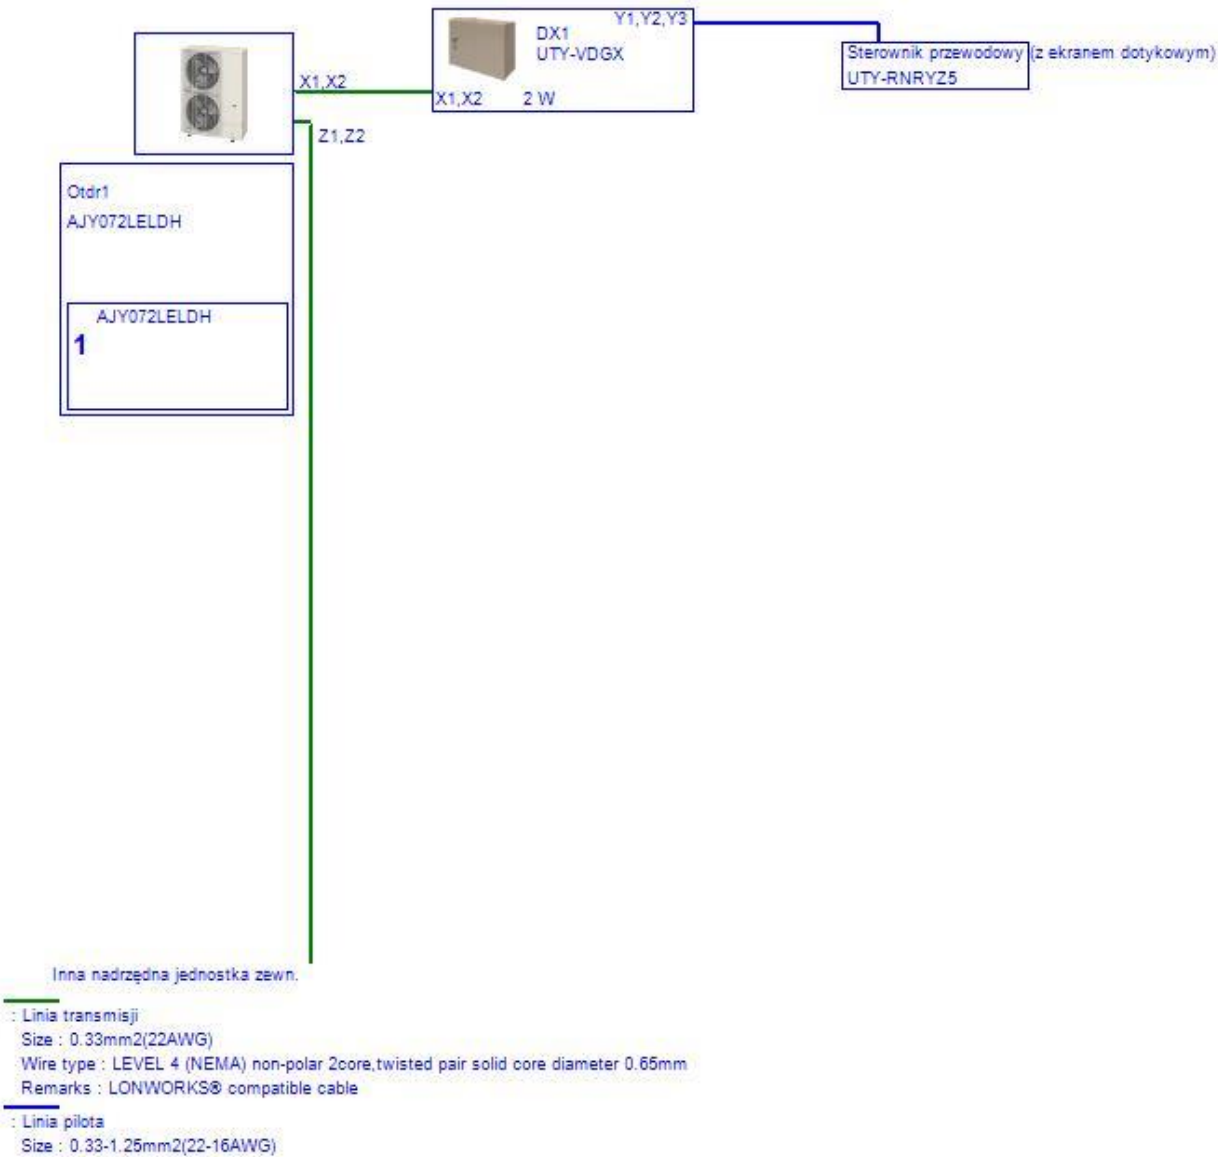 Y1,Y2,Y3
DX1
UTY-VDGX
X1,X2
X1,X2
2 W
Sterownik przewodowy (z ekranem dotykowym)
UTY-RNRYZ5
Z1,Z2
Otdr1
AJY072LELDH
AJY072LELDH
1
Inna nadrzędna jednostka zewn.
: Linia transmisji
Size : 0.33mm2(22AWG)
Wire type : LEVEL 4 (NEMA) non-polar 2core,twisted pair solid core diameter 0.65mm
Remarks : LONWORKS® compatible cable
: Linia pilota
Size : 0.33-1.25mm2(22-16AWG)